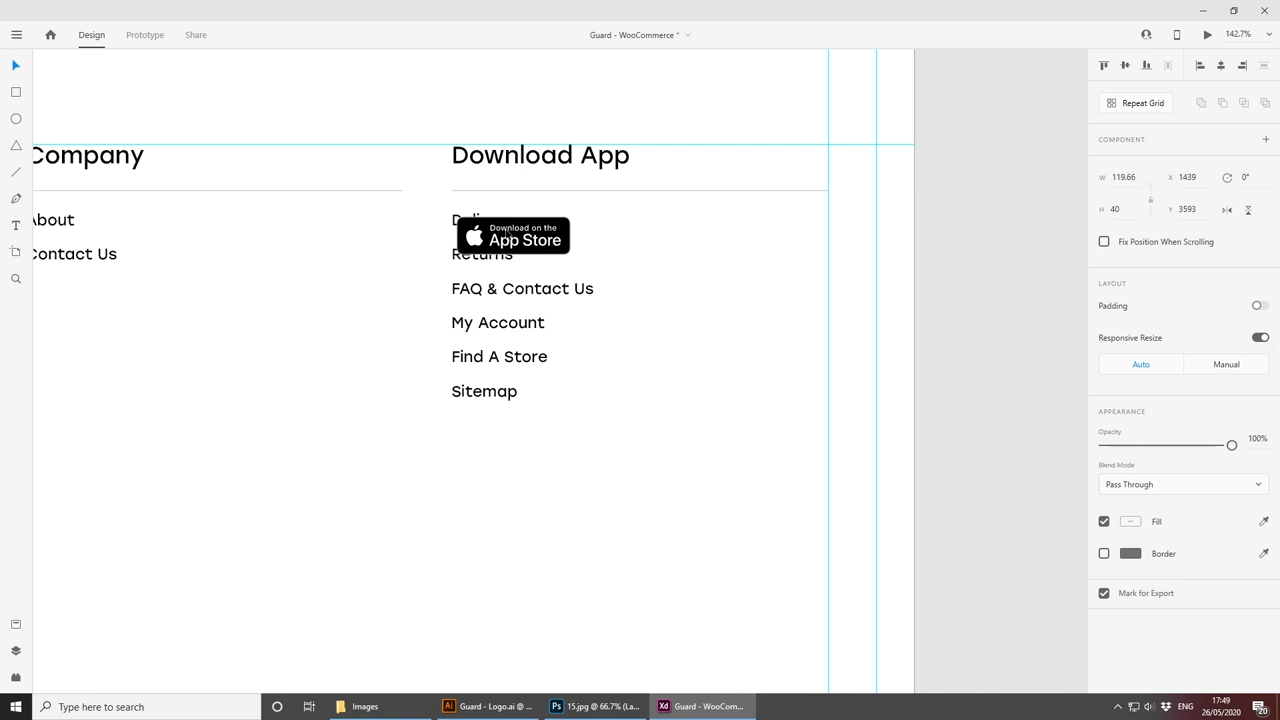 Design Prototype Share
Guard - WooCommerce *
142.7%
Company
About
Contact Us
Download App
Download on the
App Store
Returns
FAQ & Contact Us
My Account
Find A Store
Sitemap
Repeat Grid
COMPONENT
W 119.66 X 1439 0°
H 40 Y 3593
Fix Position When Scrolling
LAYOUT
Padding
Responsive Resize
Auto Manual
APPEARANCE
Opacity
100%
Blend Mode
Pass Through
Fill
Border
Mark for Export
Type here to search
Images
Ai Guard - Logo.ai @ ...
Ps 15.jpg @ 66.7% (La...
Xd Guard - WooCom...
ENG
17:49
26/05/2020
20